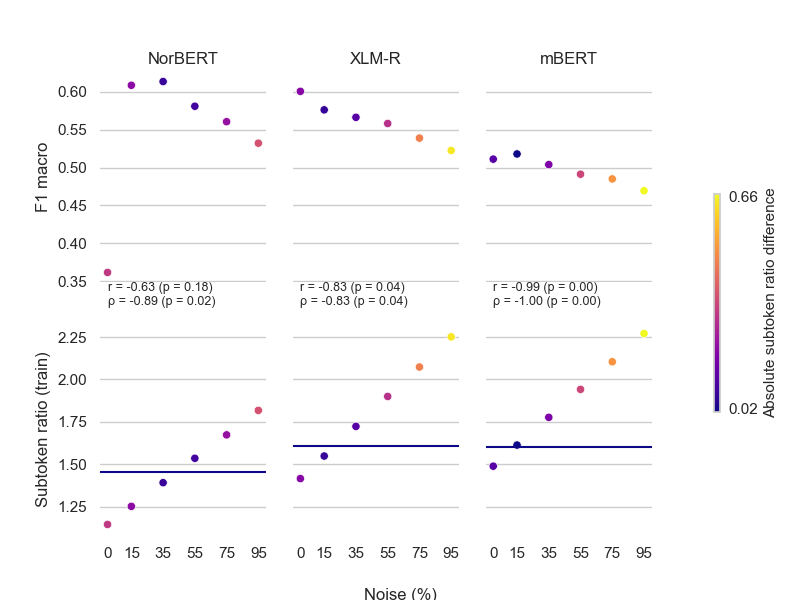 NorBERT XLM-R mBERT
F1 macro
0.60
0.55
0.50
0.45
0.40
0.35
r = -0.63 (p = 0.18)
ρ = -0.89 (p = 0.02)
r = -0.83 (p = 0.04)
ρ = -0.83 (p = 0.04)
r = -0.99 (p = 0.00)
ρ = -1.00 (p = 0.00)
Subtoken ratio (train)
2.25
2.00
1.75
1.50
1.25
0 15 35 55 75 95
0 15 35 55 75 95
0 15 35 55 75 95
Noise (%)
0.66
0.02
Absolute subtoken ratio difference